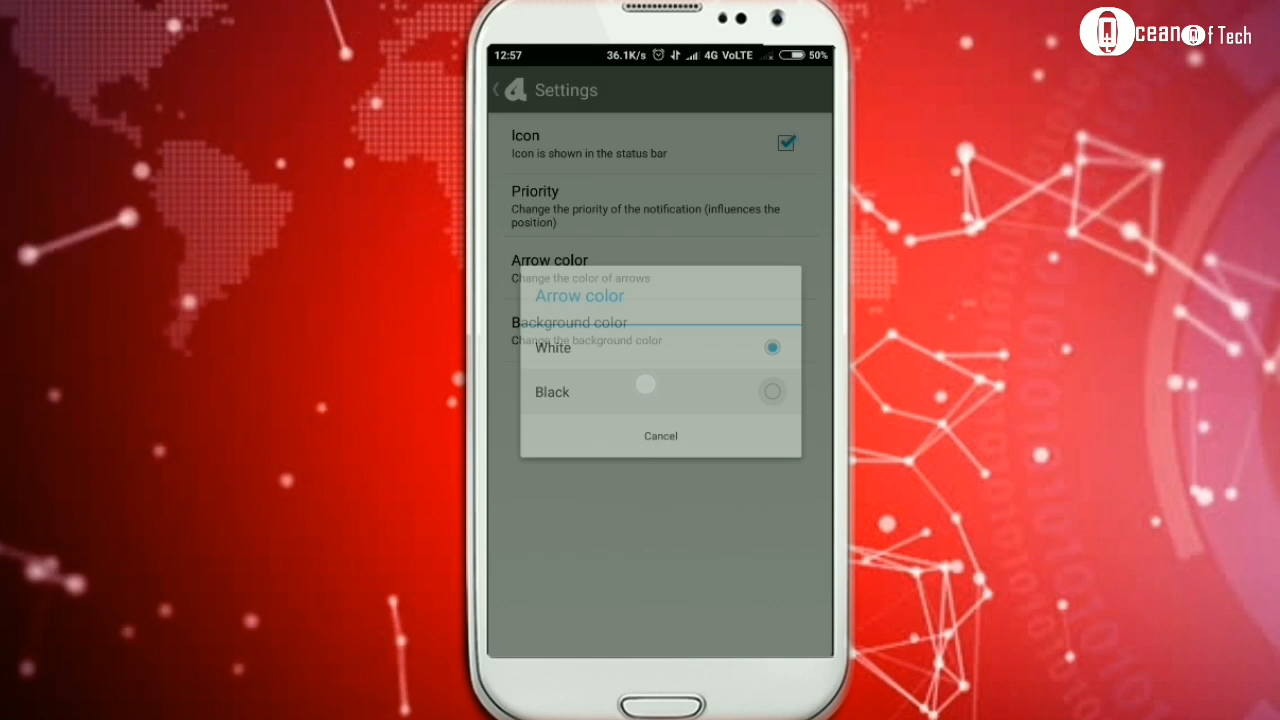 cean Of Tech
12:57 36.1K/s 4G VoLTE 50%
Settings
Icon
Icon is shown in the status bar
Priority
Change the priority of the notification (influences the
position)
Arrow color
Change the color of arrows
Arrow color
Background color
Change the background color
White
Black
Cancel